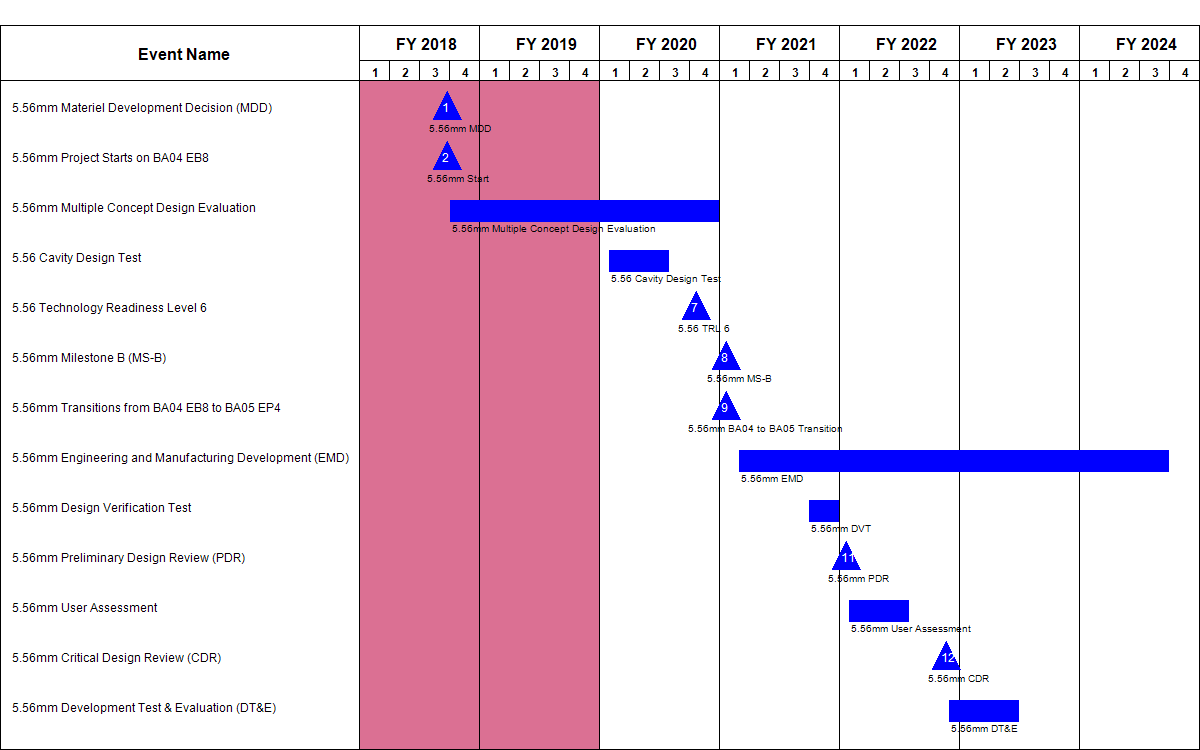 Event Name FY 2018 FY 2019 FY 2020 FY 2021 FY 2022 FY 2023 FY 2024
1 2 3 4 1 2 3 4 1 2 3 4 1 2 3 4 1 2 3 4 1 2 3 4 1 2 3 4
5.56mm Materiel Development Decision (MDD) 1
5.56mm MDD
5.56mm Project Starts on BA04 EB8 2
5.56mm Start
5.56mm Multiple Concept Design Evaluation
5.56mm Multiple Concept Design Evaluation
5.56 Cavity Design Test
5.56 Cavity Design Test
5.56 Technology Readiness Level 6 7
5.56 TRL 6
5.56mm Milestone B (MS-B) 8
5.56mm MS-B
5.56mm Transitions from BA04 EB8 to BA05 EP4 9
5.56mm BA04 to BA05 Transition
5.56mm Engineering and Manufacturing Development (EMD)
5.56mm EMD
5.56mm Design Verification Test
5.56mm DVT
5.56mm Preliminary Design Review (PDR) 11
5.56mm PDR
5.56mm User Assessment
5.56mm User Assessment
5.56mm Critical Design Review (CDR) 12
5.56mm CDR
5.56mm Development Test & Evaluation (DT&E)
5.56mm DT&E